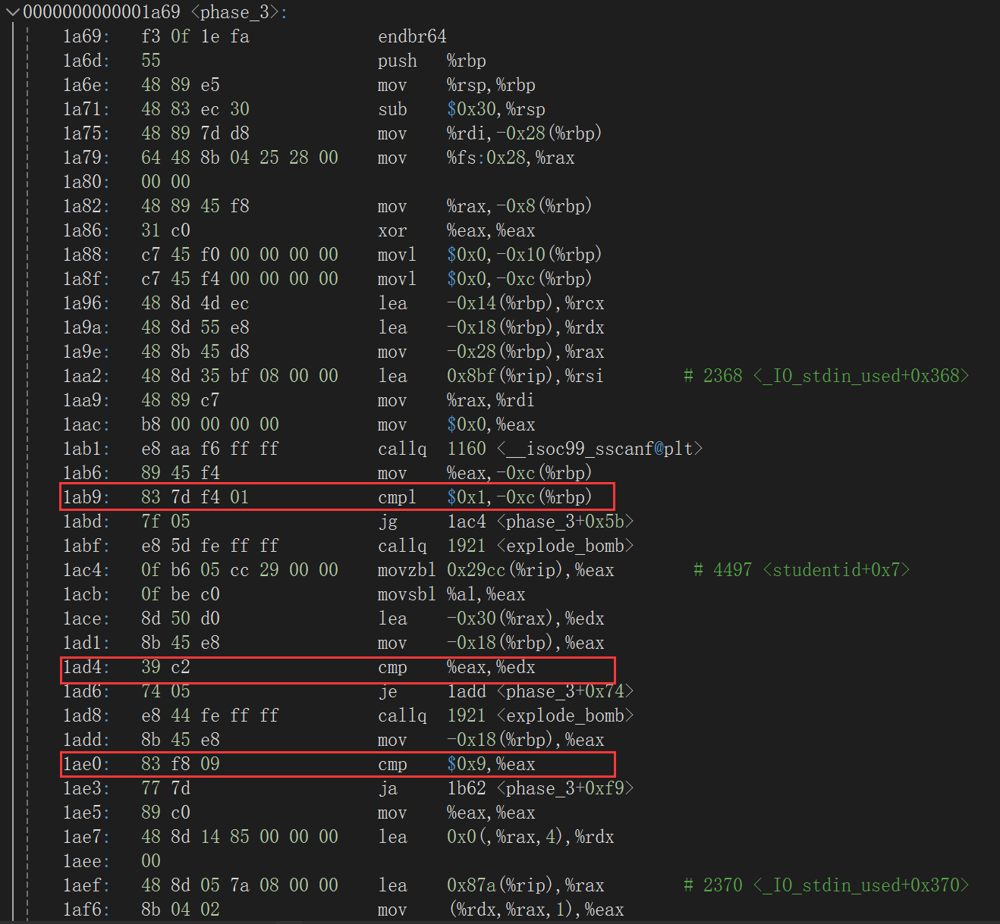 0000000000001a69 <phase_3>:
1a69: f3 0f 1e fa endbr64
1a6d: 55 push %rbp
1a6e: 48 89 e5 mov %rsp,%rbp
1a71: 48 83 ec 30 sub $0x30,%rsp
1a75: 48 89 7d d8 mov %rdi,-0x28(%rbp)
1a79: 64 48 8b 04 25 28 00 mov %fs:0x28,%rax
1a80: 00 00
1a82: 48 89 45 f8 mov %rax,-0x8(%rbp)
1a86: 31 c0 xor %eax,%eax
1a88: c7 45 f0 00 00 00 00 movl $0x0,-0x10(%rbp)
1a8f: c7 45 f4 00 00 00 00 movl $0x0,-0xc(%rbp)
1a96: 48 8d 4d ec lea -0x14(%rbp),%rcx
1a9a: 48 8d 55 e8 lea -0x18(%rbp),%rdx
1a9e: 48 8b 45 d8 mov -0x28(%rbp),%rax
1aa2: 48 8d 35 bf 08 00 00 lea 0x8bf(%rip),%rsi # 2368 <_IO_stdin_used+0x368>
1aa9: 48 89 c7 mov %rax,%rdi
1aac: b8 00 00 00 00 mov $0x0,%eax
1ab1: e8 aa f6 ff ff callq 1160 <__isoc99_sscanf@plt>
1ab6: 89 45 f4 mov %eax,-0xc(%rbp)
1ab9: 83 7d f4 01 cmpl $0x1,-0xc(%rbp)
1abd: 7f 05 jg 1ac4 <phase_3+0x5b>
1abf: e8 5d fe ff ff callq 1921 <explode_bomb>
1ac4: 0f b6 05 cc 29 00 00 movzbl 0x29cc(%rip),%eax # 4497 <studentid+0x7>
1acb: 0f be c0 movsbl %al,%eax
1ace: 8d 50 d0 lea -0x30(%rax),%edx
1ad1: 8b 45 e8 mov -0x18(%rbp),%eax
1ad4: 39 c2 cmp %eax,%edx
1ad6: 74 05 je 1add <phase_3+0x74>
1ad8: e8 44 fe ff ff callq 1921 <explode_bomb>
1add: 8b 45 e8 mov -0x18(%rbp),%eax
1ae0: 83 f8 09 cmp $0x9,%eax
1ae3: 77 7d ja 1b62 <phase_3+0xf9>
1ae5: 89 c0 mov %eax,%eax
1ae7: 48 8d 14 85 00 00 00 lea 0x0(,%rax,4),%rdx
1aee: 00
1aef: 48 8d 05 7a 08 00 00 lea 0x87a(%rip),%rax # 2370 <_IO_stdin_used+0x370>
1af6: 8b 04 02 mov (%rdx,%rax,1),%eax